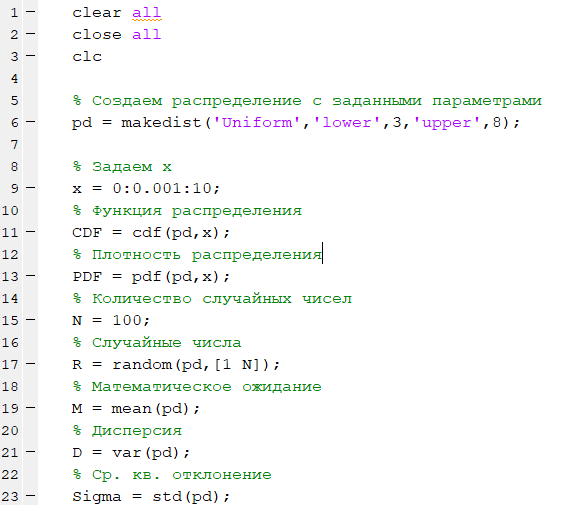 1 – clear all
2 – close all
3 – clc
4
5 % Создаем распределение с заданными параметрами
6 – pd = makedist('Uniform','lower',3,'upper',8);
7
8 % Задаем x
9 – x = 0:0.001:10;
10 % Функция распределения
11 – CDF = cdf(pd,x);
12 % Плотность распределения
13 – PDF = pdf(pd,x);
14 % Количество случайных чисел
15 – N = 100;
16 % Случайные числа
17 – R = random(pd,[1 N]);
18 % Математическое ожидание
19 – M = mean(pd);
20 % Дисперсия
21 – D = var(pd);
22 % Ср. кв. отклонение
23 – Sigma = std(pd);